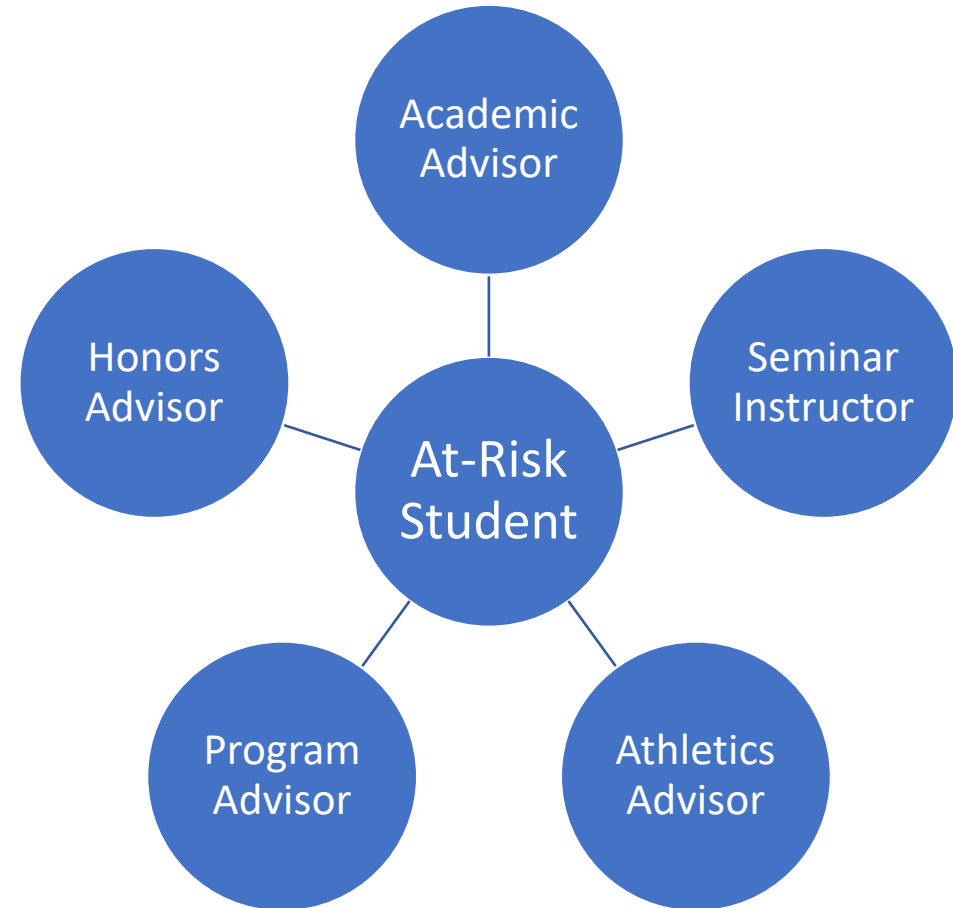 Academic
Advisor
Seminar
Instructor
Athletics
Advisor
Program
Advisor
Honors
Advisor
At-Risk
Student